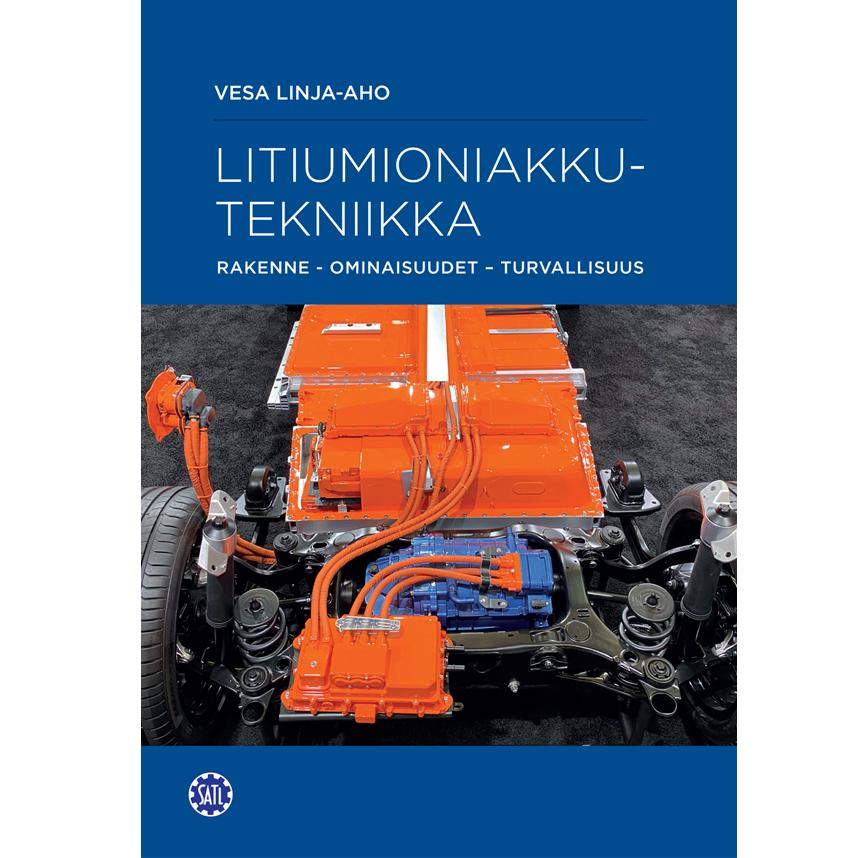 VESA LINJA-AHO
LITIUMIONIAKKU-
TEKNIIKKA
RAKENNE - OMINAISUUDET – TURVALLISUUS
SATL